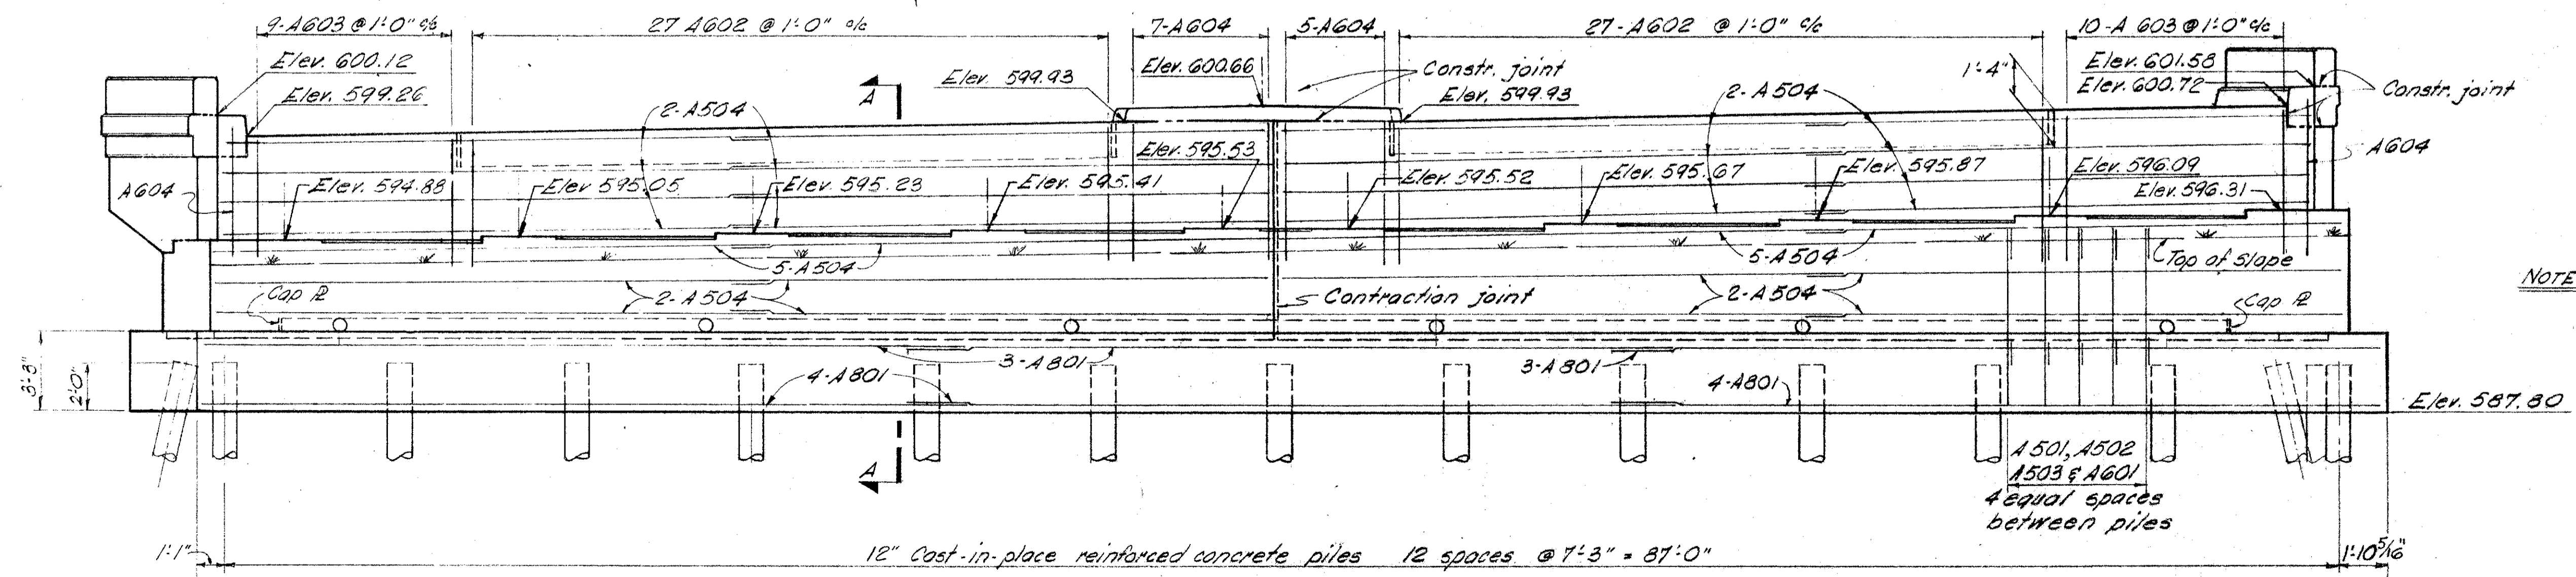 9-A603 @ 1'-0" c/c
27 A602 @ 1'-0" c/c
7-A604
5-A604
27-A602 @ 1'-0" c/c
10-A 603 @ 1'-0" c/c
Elev. 600.12
Elev. 599.26
A
2-A504
Elev. 599.93
Elev. 600.66
Constr. joint
Elev. 599.93
2-A504
1'-4"
Elev. 601.58
Elev. 600.72
Constr. joint
A604
Elev. 594.88
Elev 595.05
Elev. 595.23
Elev. 595.41
Elev. 595.53
Elev. 595.52
Elev. 595.67
Elev. 595.87
Elev. 596.09
Elev. 596.31
A604
5-A504
5-A504
Top of slope
Cap ℄
2-A504
Contraction joint
2-A504
Cap ℄
NOTE
3'-3"
2'-0"
3-A801
4-A801
3-A801
4-A801
Elev. 587.80
A
A501, A502
A503 & A601
4 equal spaces
between piles
1'-1"
12" Cast-in-place reinforced concrete piles 12 spaces @ 7'-3" = 87'-0"
1'-10 5/16"